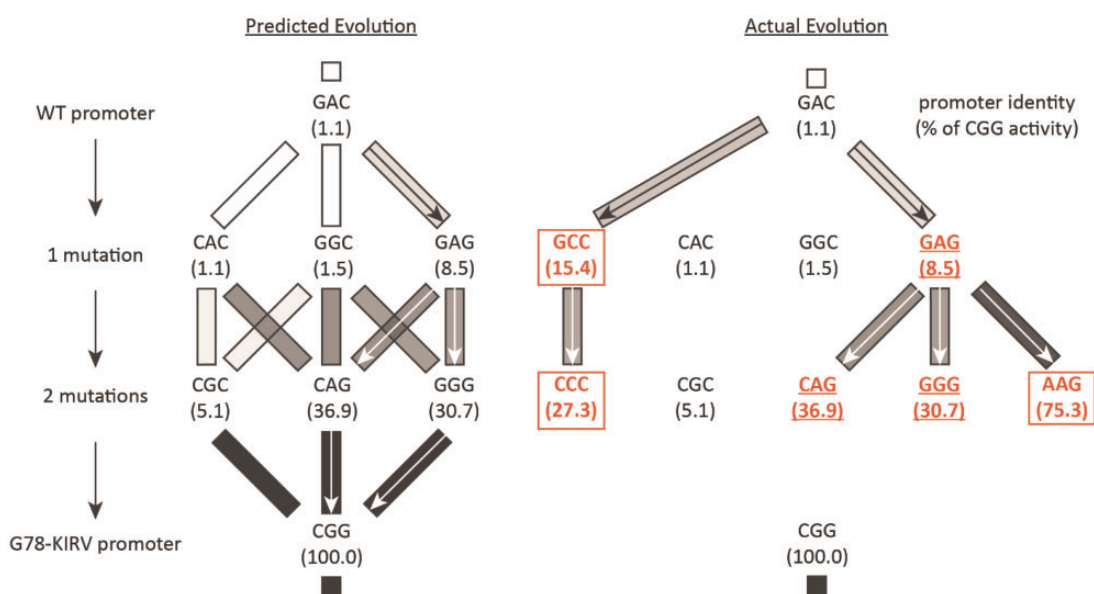 Predicted Evolution
Actual Evolution
WT promoter
GAC
(1.1)
GAC
(1.1)
promoter identity
(% of CGG activity)
1 mutation
CAC
(1.1)
GGC
(1.5)
GAG
(8.5)
GCC
(15.4)
CAC
(1.1)
GGC
(1.5)
GAG
(8.5)
2 mutations
CGC
(5.1)
CAG
(36.9)
GGG
(30.7)
CCC
(27.3)
CGC
(5.1)
CAG
(36.9)
GGG
(30.7)
AAG
(75.3)
G78-KIRV promoter
CGG
(100.0)
CGG
(100.0)